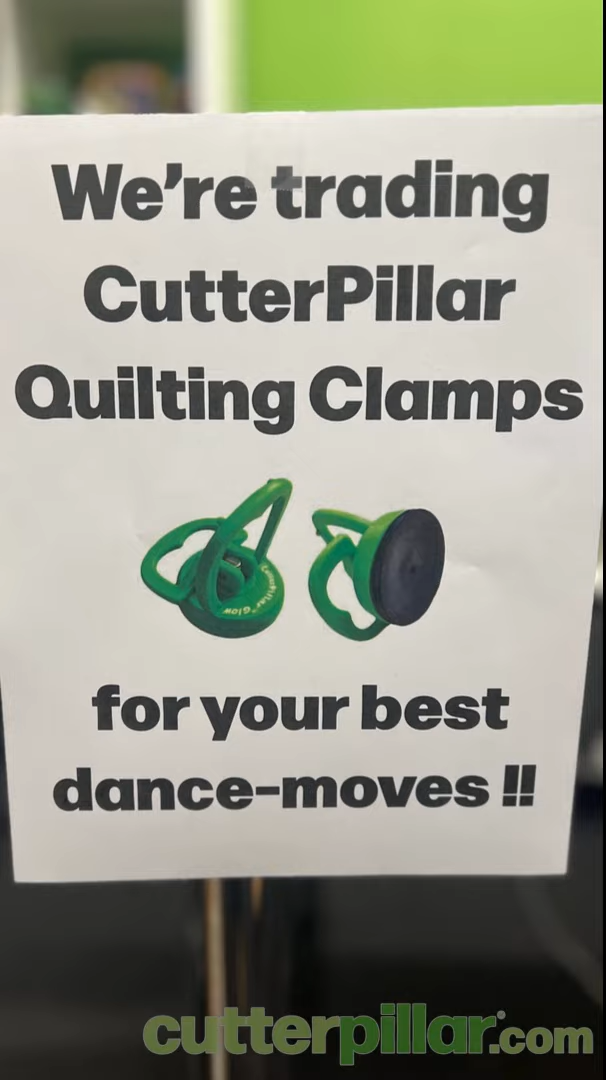 We're trading
CutterPillar
Quilting Clamps
for your best
dance-moves !!
cutterpillar.com